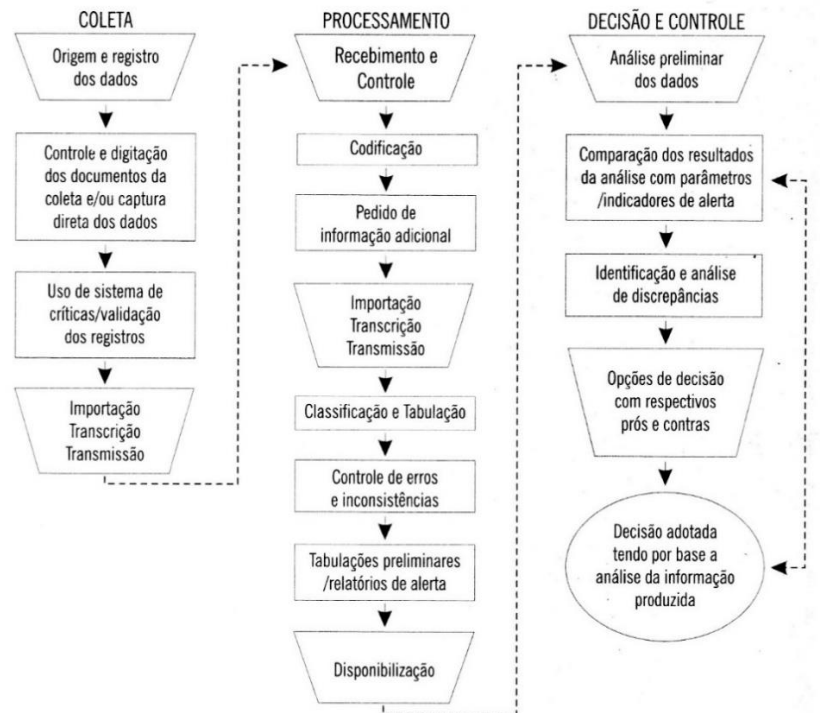 COLETA
Origem e registro
dos dados
Controle e digitação
dos documentos da
coleta e/ou captura
direta dos dados
Uso de sistema de
críticas/validação
dos registros
Importação
Transcrição
Transmissão
PROCESSAMENTO
Recebimento e
Controle
Codificação
Pedido de
informação adicional
Importação
Transcrição
Transmissão
Classificação e Tabulação
Controle de erros
e inconsistências
Tabulações preliminares
/relatórios de alerta
Disponibilização
DECISÃO E CONTROLE
Análise preliminar
dos dados
Comparação dos resultados
da análise com parâmetros
/indicadores de alerta
Identificação e análise
de discrepâncias
Opções de decisão
com respectivos
prós e contras
Decisão adotada
tendo por base a
análise da informação
produzida